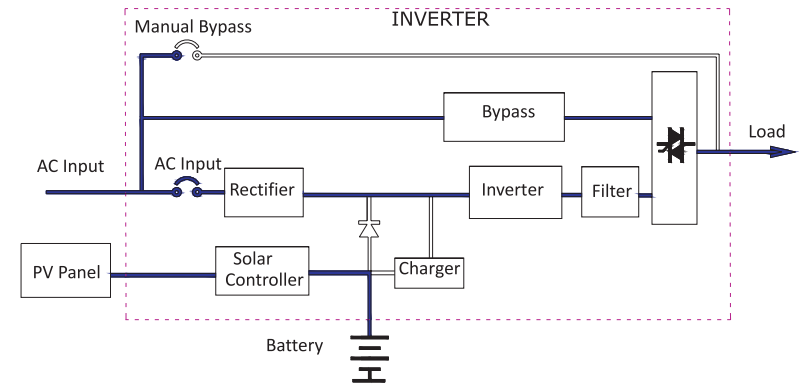 INVERTER
Manual Bypass
Bypass
Load
AC Input
AC Input
Rectifier
Inverter
Filter
PV Panel
Solar
Controller
Charger
Battery